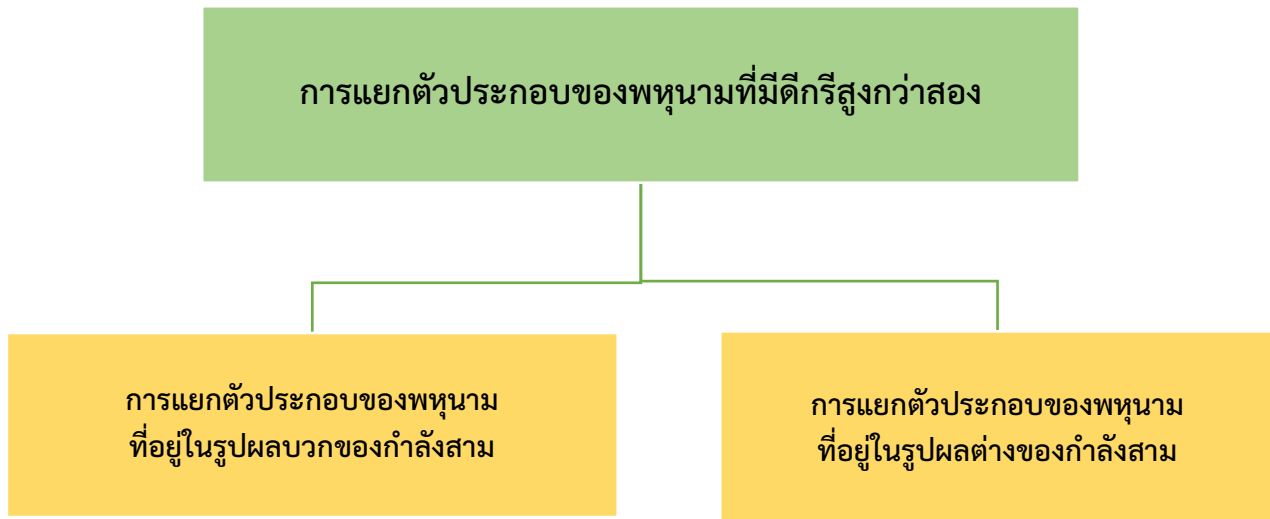 การแยกตัวประกอบของพหุนามที่มีดีกรีสูงกว่าสอง
การแยกตัวประกอบของพหุนาม
ที่อยู่ในรูปผลบวกของกำลังสาม
การแยกตัวประกอบของพหุนาม
ที่อยู่ในรูปผลต่างของกำลังสาม